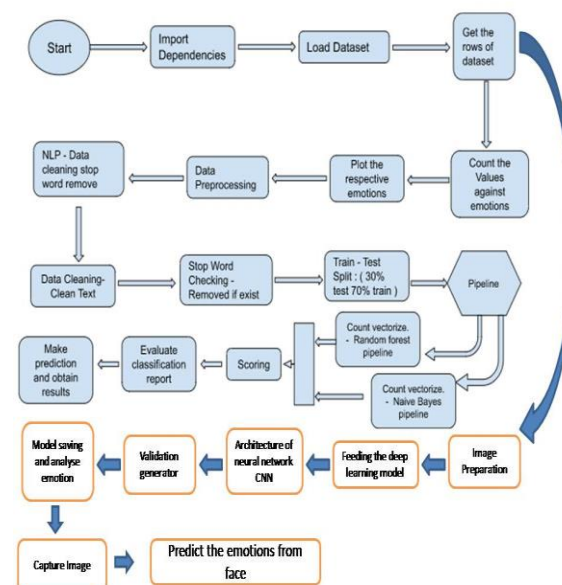 Start
Import
Dependencies
Load Dataset
Get the
rows of
dataset
NLP - Data
cleaning stop
word remove
Data
Preprocessing
Plot the
respective
emotions
Count the
Values
against
emotions
Data Cleaning-
Clean Text
Stop Word
Checking -
Removed if exist
Train - Test
Split : ( 30%
test 70% train )
Pipeline
Make
prediction
and obtain
results
Evaluate
classification
report
Scoring
Count vectorize.
- Random forest
pipeline
Count vectorize.
- Naive Bayes
pipeline
Model saving
and analyse
emotion
Validation
generator
Architecture of
neural network
CNN
Feeding the deep
learning model
Image
Preparation
Capture Image
Predict the emotions from
face